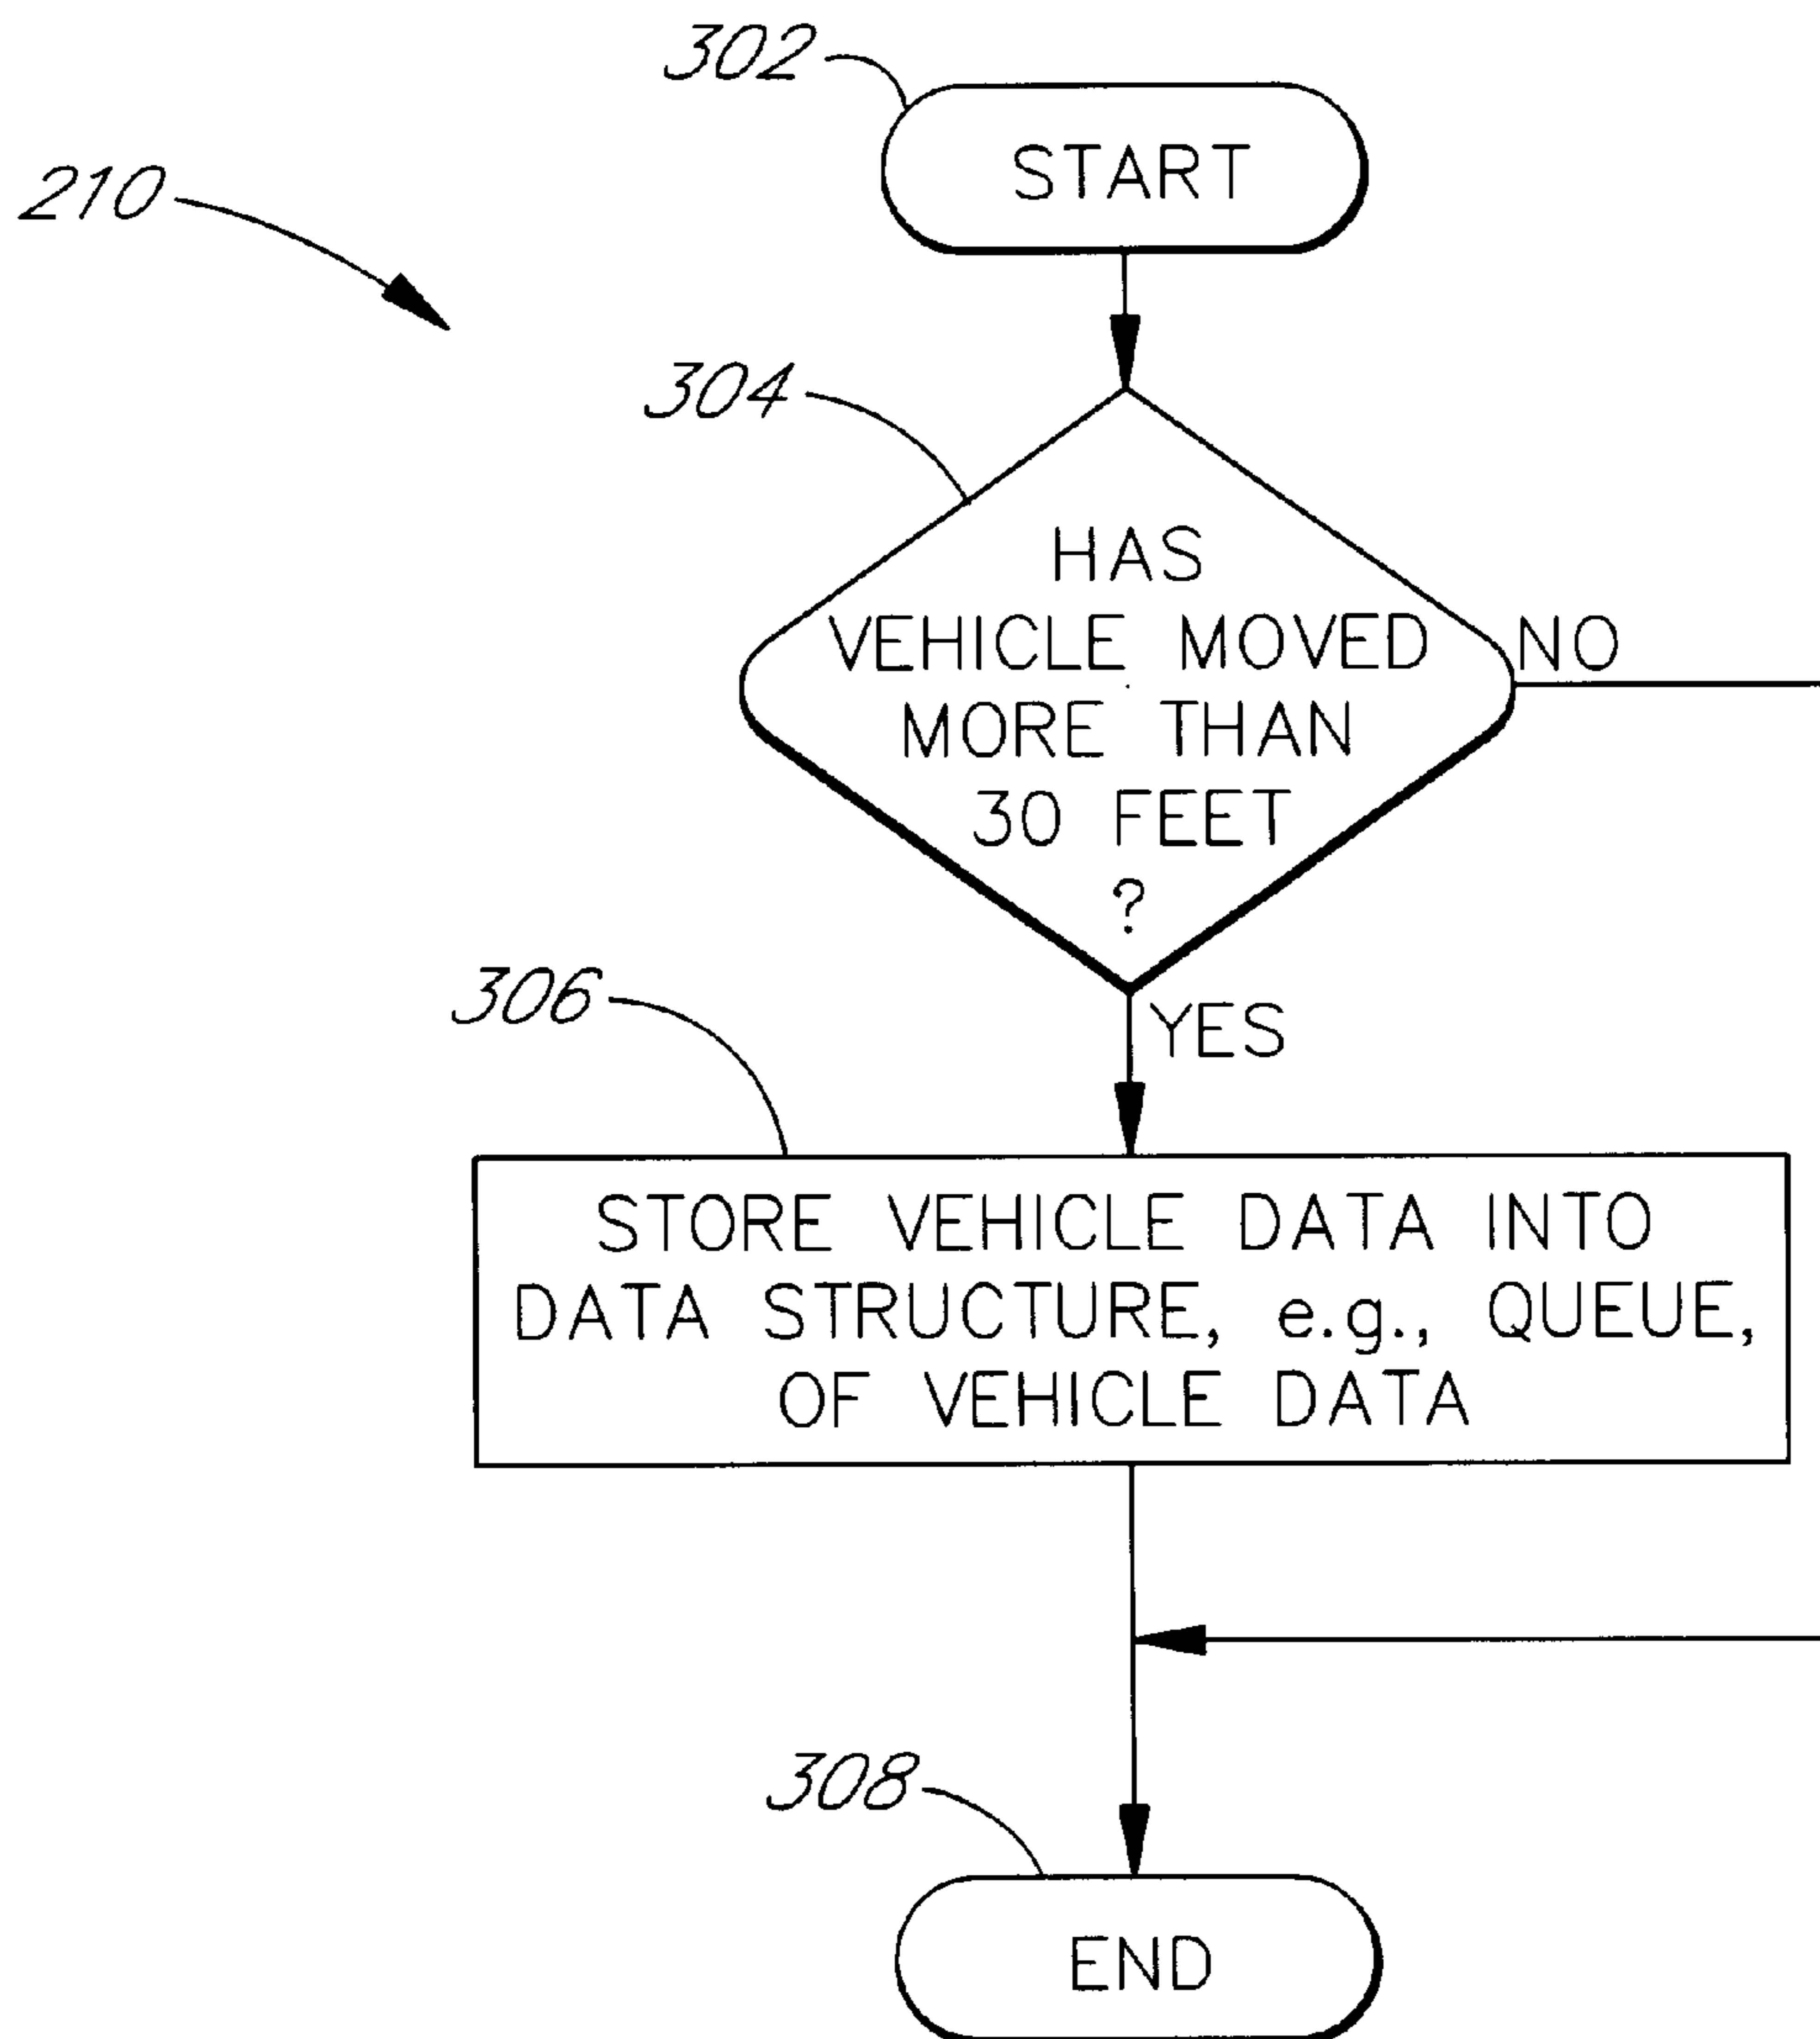 302
START
210
304
HAS
VEHICLE MOVED
MORE THAN
30 FEET
?
NO
YES
306
STORE VEHICLE DATA INTO
DATA STRUCTURE, e.g., QUEUE,
OF VEHICLE DATA
308
END